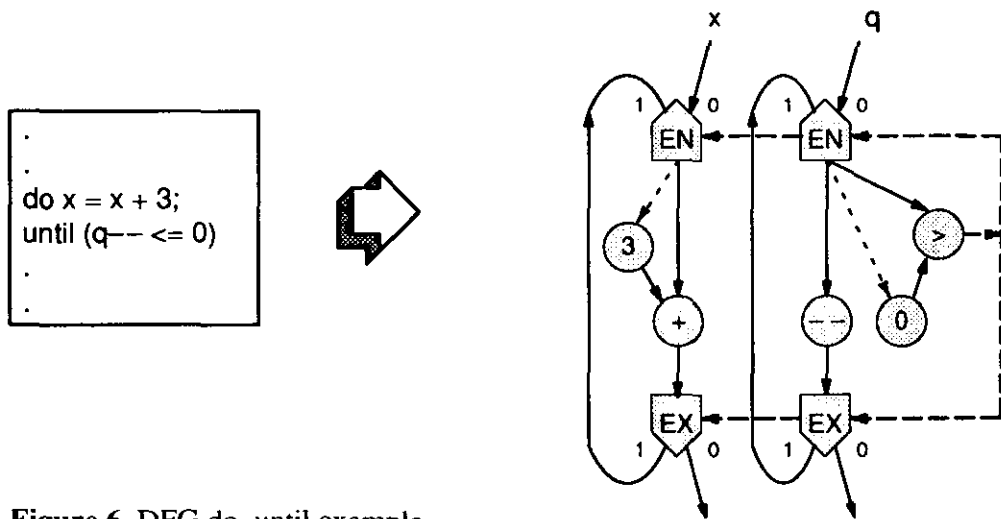 .
.
do x = x + 3;
until (q-- <= 0)
.
.
x q
1 0 1 0
EN EN
3 >
+ -- 0
EX EX
1 0 1 0
Figure 6. DFG do-until example